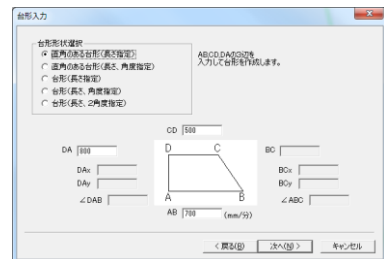 台形入力
台形形状選択
直角のある台形(長さ指定)
直角のある台形(長さ、角度指定)
台形(長さ指定)
台形(長さ、角度指定)
台形(長さ、2角度指定)
AB,CD,DAの3辺を
入力して台形を作成します。
CD 500
DA 800
BC
D C
DAx
BCx
DAy
BCy
∠DAB
∠ABC
A B
AB 700 (mm/分)
< 戻る(B)
次へ(N) >
キャンセル